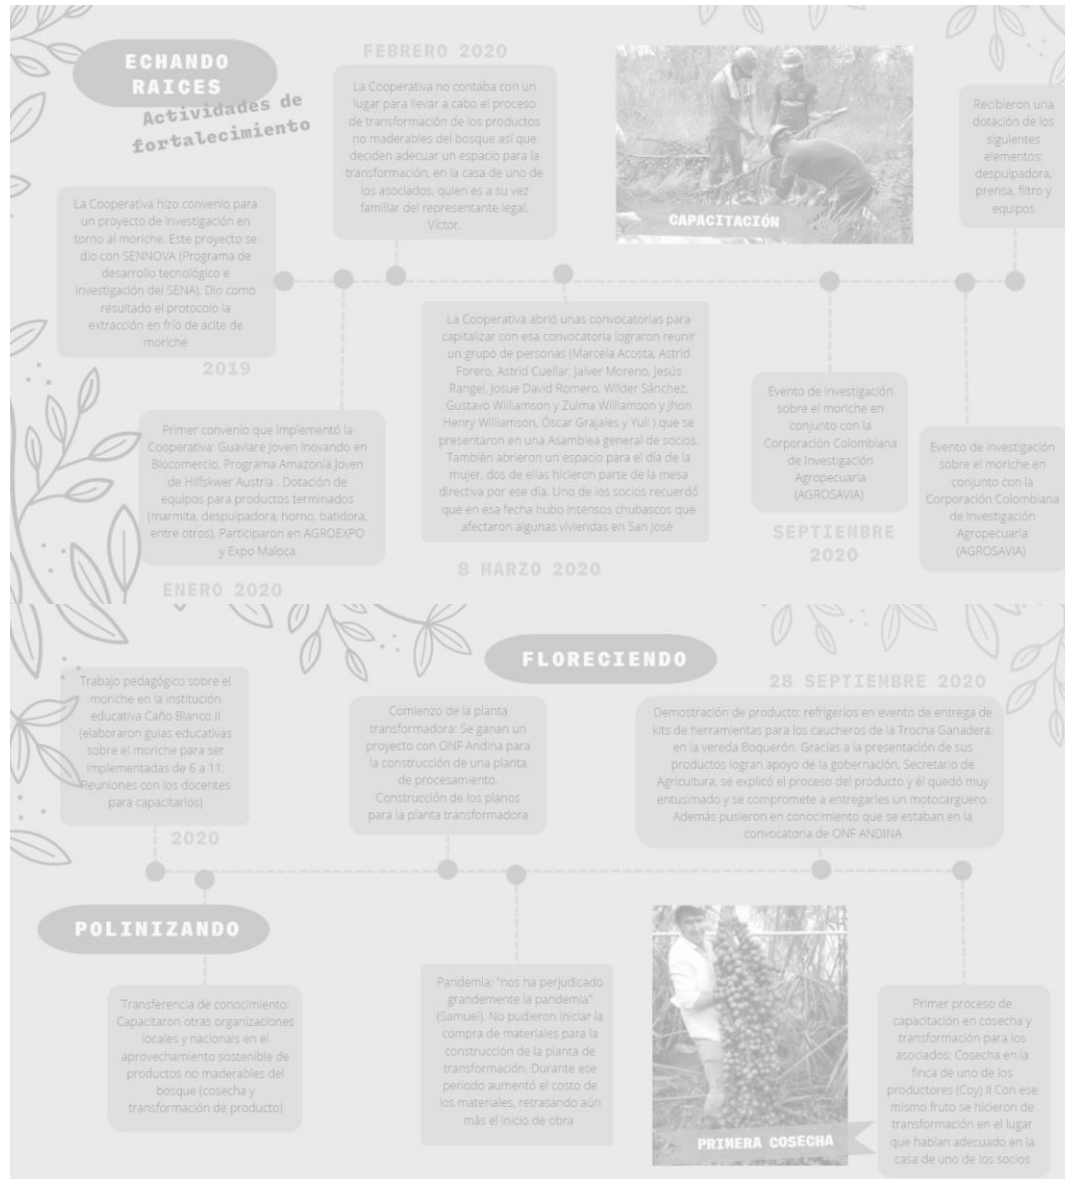 ECHANDO
RAICES
Actividades de
fortalecimiento
La Cooperativa hizo convenio para
un proyecto de investigación en
torno al moriche. Este proyecto se
dio con SENNOVA (Programa de
desarrollo tecnológico e
investigación del SENA). Dio como
resultado el protocolo la
extracción en frío de acite de
moriche
2019
Primer convenio que implementó la
Cooperativa: Guaviare Joven Inovando en
Biocomercio. Programa Amazonía Joven
de Hilfskwer Austria . Dotación de
equipos para productos terminados
(marmita, despulpadora, horno, batidora,
entre otros). Participaron en AGROEXPO
y Expo Maloca
ENERO 2020
FEBRERO 2020
La Cooperativa no contaba con un
lugar para llevar a cabo el proceso
de transformación de los productos
no maderables del bosque así que
deciden adecuar un espacio para la
transformación, en la casa de uno de
los asociados, quien es a su vez
familiar del representante legal,
Víctor.
La Cooperativa abrió unas convocatorias para
capitalizar con esa convocatoria lograron reunir
un grupo de personas (Marcela Acosta, Astrid
Forero, Astrid Cuellar, Jaiver Moreno, Jesús
Rangel, Josue David Romero, Wilder Sánchez,
Gustavo Williamson y Zulma Williamson y Jhon
Henry Williamson, Óscar Grajales y Yuli ) que se
presentaron en una Asamblea general de socios.
También abrieron un espacio para el día de la
mujer, dos de ellas hicieron parte de la mesa
directiva por ese día. Uno de los socios recuerdó
que en esa fecha hubo intensos chubascos que
afectaron algunas viviendas en San José
8 MARZO 2020
CAPACITACIÓN
Evento de investigación
sobre el moriche en
conjunto con la
Corporación Colombiana
de Investigación
Agropecuaria
(AGROSAVIA)
SEPTIEMBRE
2020
Evento de investigación
sobre el moriche en
conjunto con la
Corporación Colombiana
de Investigación
Agropecuaria
(AGROSAVIA)
Recibieron una
dotación de los
siguientes
elementos:
despulpadora,
prensa, filtro y
equipos
Trabajo pedagógico sobre el
moriche en la institución
educativa Caño Blanco II
(elaboraron guías educativas
sobre el moriche para ser
implementadas de 6 a 11.
Reuniones con los docentes
para capacitarlos)
2020
POLINIZANDO
Transferencia de conocimiento:
Capacitaron otras organizaciones
locales y nacionals en el
aprovechamiento sostenible de
productos no maderables del
bosque (cosecha y
transformación de producto)
FLORECIENDO
Comienzo de la planta
transformadora: Se ganan un
proyecto con ONF Andina para
la construcción de una planta
de procesamiento.
Construcción de los planos
para la planta transformadora
Pandemia: "nos ha perjudicado
grandemente la pandemia"
(Samuel). No pudieron iniciar la
compra de materiales para la
construcción de la planta de
transformación. Durante ese
periodo aumentó el costo de
los materiales, retrasando aún
más el inicio de obra
28 SEPTIEMBRE 2020
Demostración de producto: refrigerios en evento de entrega de
kits de herramientas para los caucheros de la Trocha Ganadera,
en la vereda Boquerón. Gracias a la presentación de sus
productos logran apoyo de la gobernación, Secretario de
Agricultura, se explicó el proceso del producto y él quedó muy
entusimado y se compromete a entregarles un motocarguero.
Además pusieron en conocimiento que se estaban en la
convocatoria de ONF ANDINA
PRIMERA COSECHA
Primer proceso de
capacitación en cosecha y
transformación para los
asociados: Cosecha en la
finca de uno de los
productores (Coy) II Con ese
mismo fruto se hicieron de
transformación en el lugar
que habían adecuado en la
casa de uno de los socios